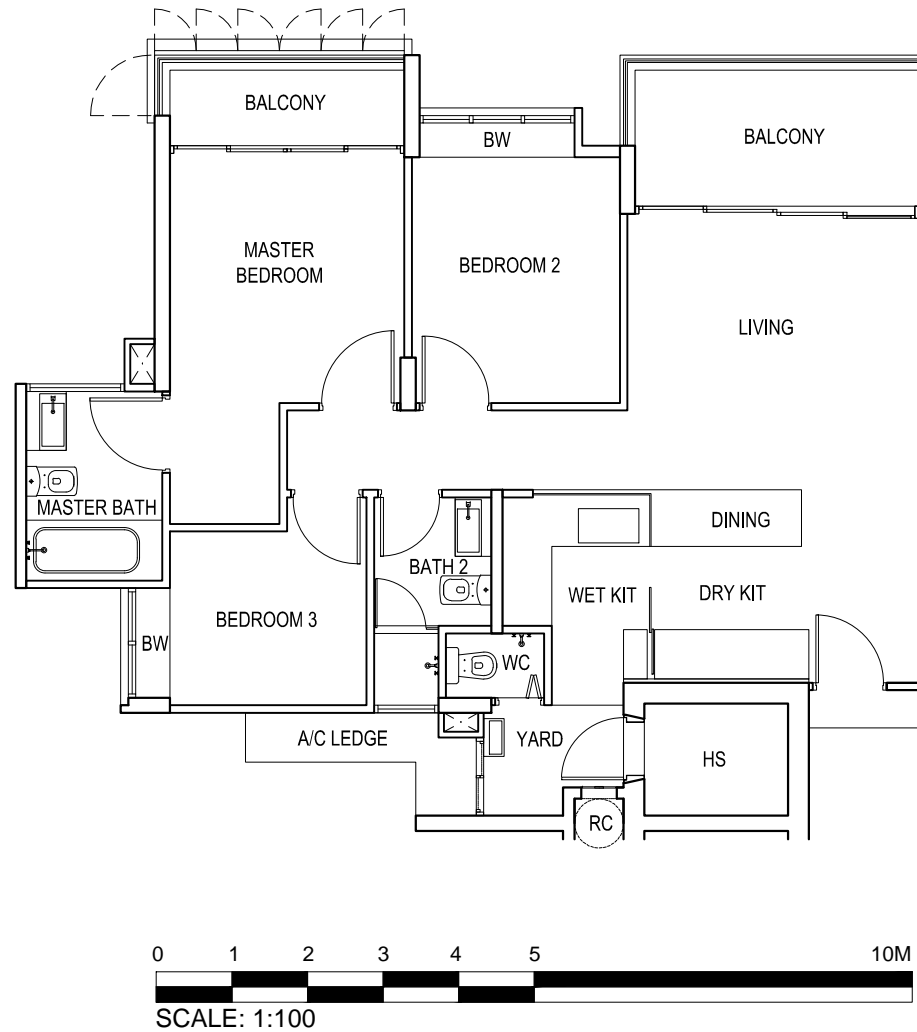 BALCONY
BW
BALCONY
MASTER
BEDROOM
BEDROOM 2
LIVING
MASTER BATH
DINING
BATH 2
WET KIT
DRY KIT
BEDROOM 3
BW
WC
A/C LEDGE
YARD
HS
RC
0 1 2 3 4 5 10M
SCALE: 1:100